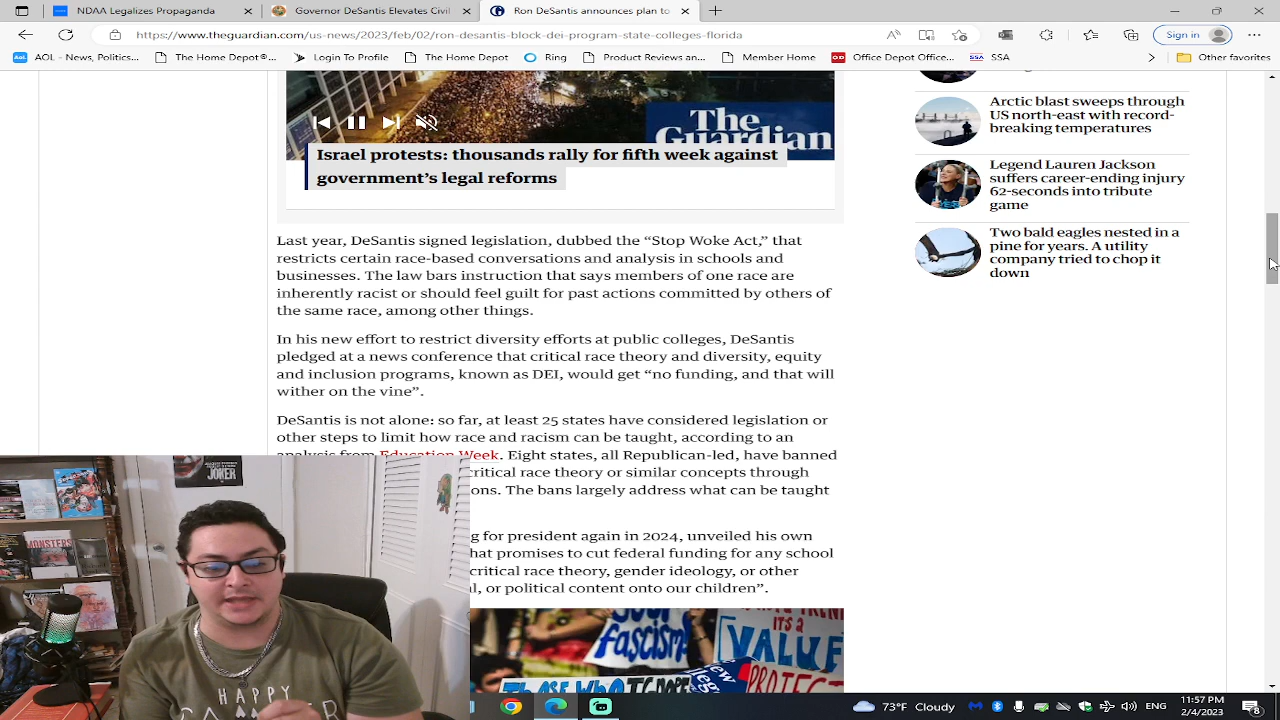 NDAA Legalizes Propaganda
Premier Overview
Florida governor Ron DeSantis p
https://www.theguardian.com/us-news/2023/feb/02/ron-desantis-block-dei-program-state-colleges-florida
Sign in
AOL - News, Politics
The Home Depot®
Login To Profile
Ring
Product Reviews an...
Member | Home Depo...
Office Depot Office...
SSA
Other favorites
The
Guardian
Israel protests: thousands rally for fifth week against
government's legal reforms
Last year, DeSantis signed legislation, dubbed the “Stop Woke Act,” that
restricts certain race-based conversations and analysis in schools and
businesses. The law bars instruction that says members of one race are
inherently racist or should feel guilt for past actions committed by others of
the same race, among other things.
In his new effort to restrict diversity efforts at public colleges, DeSantis
pledged at a news conference that critical race theory and diversity, equity
and inclusion programs, known as DEI, would get “no funding, and that will
wither on the vine”.
DeSantis is not alone: so far, at least 25 states have considered legislation or
other steps to limit how race and racism can be taught, according to an
analysis from Education Week. Eight states, all Republican-led, have banned
critical race theory or similar concepts through
ons. The bans largely address what can be taught
g for president again in 2024, unveiled his own
hat promises to cut federal funding for any school
critical race theory, gender ideology, or other
l, or political content onto our children”.
Arctic blast sweeps through
US north-east with record-
breaking temperatures
Legend Lauren Jackson
suffers career-ending injury
62-seconds into tribute
game
Two bald eagles nested in a
pine for years. A utility
company tried to chop it
down
fascism!
IT'S A
VALUE
PROTECT
THOSE WHO
JOKER
MONSTERS
HAPPY
73°F Cloudy
ENG
11:57 PM
2/4/2023
8